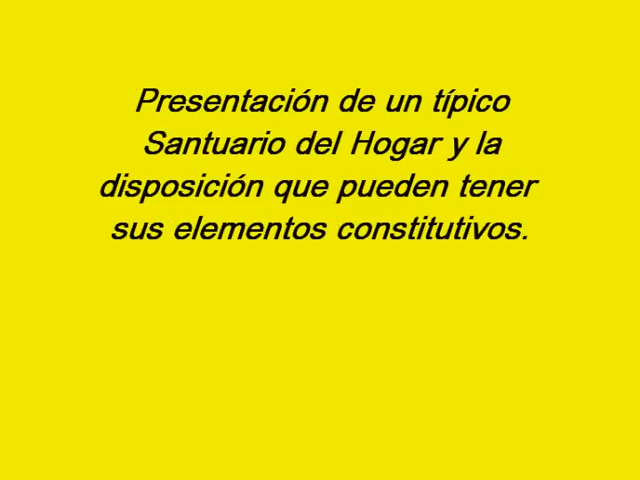 Presentación de un típico
Santuario del Hogar y la
disposición que pueden tener
sus elementos constitutivos.